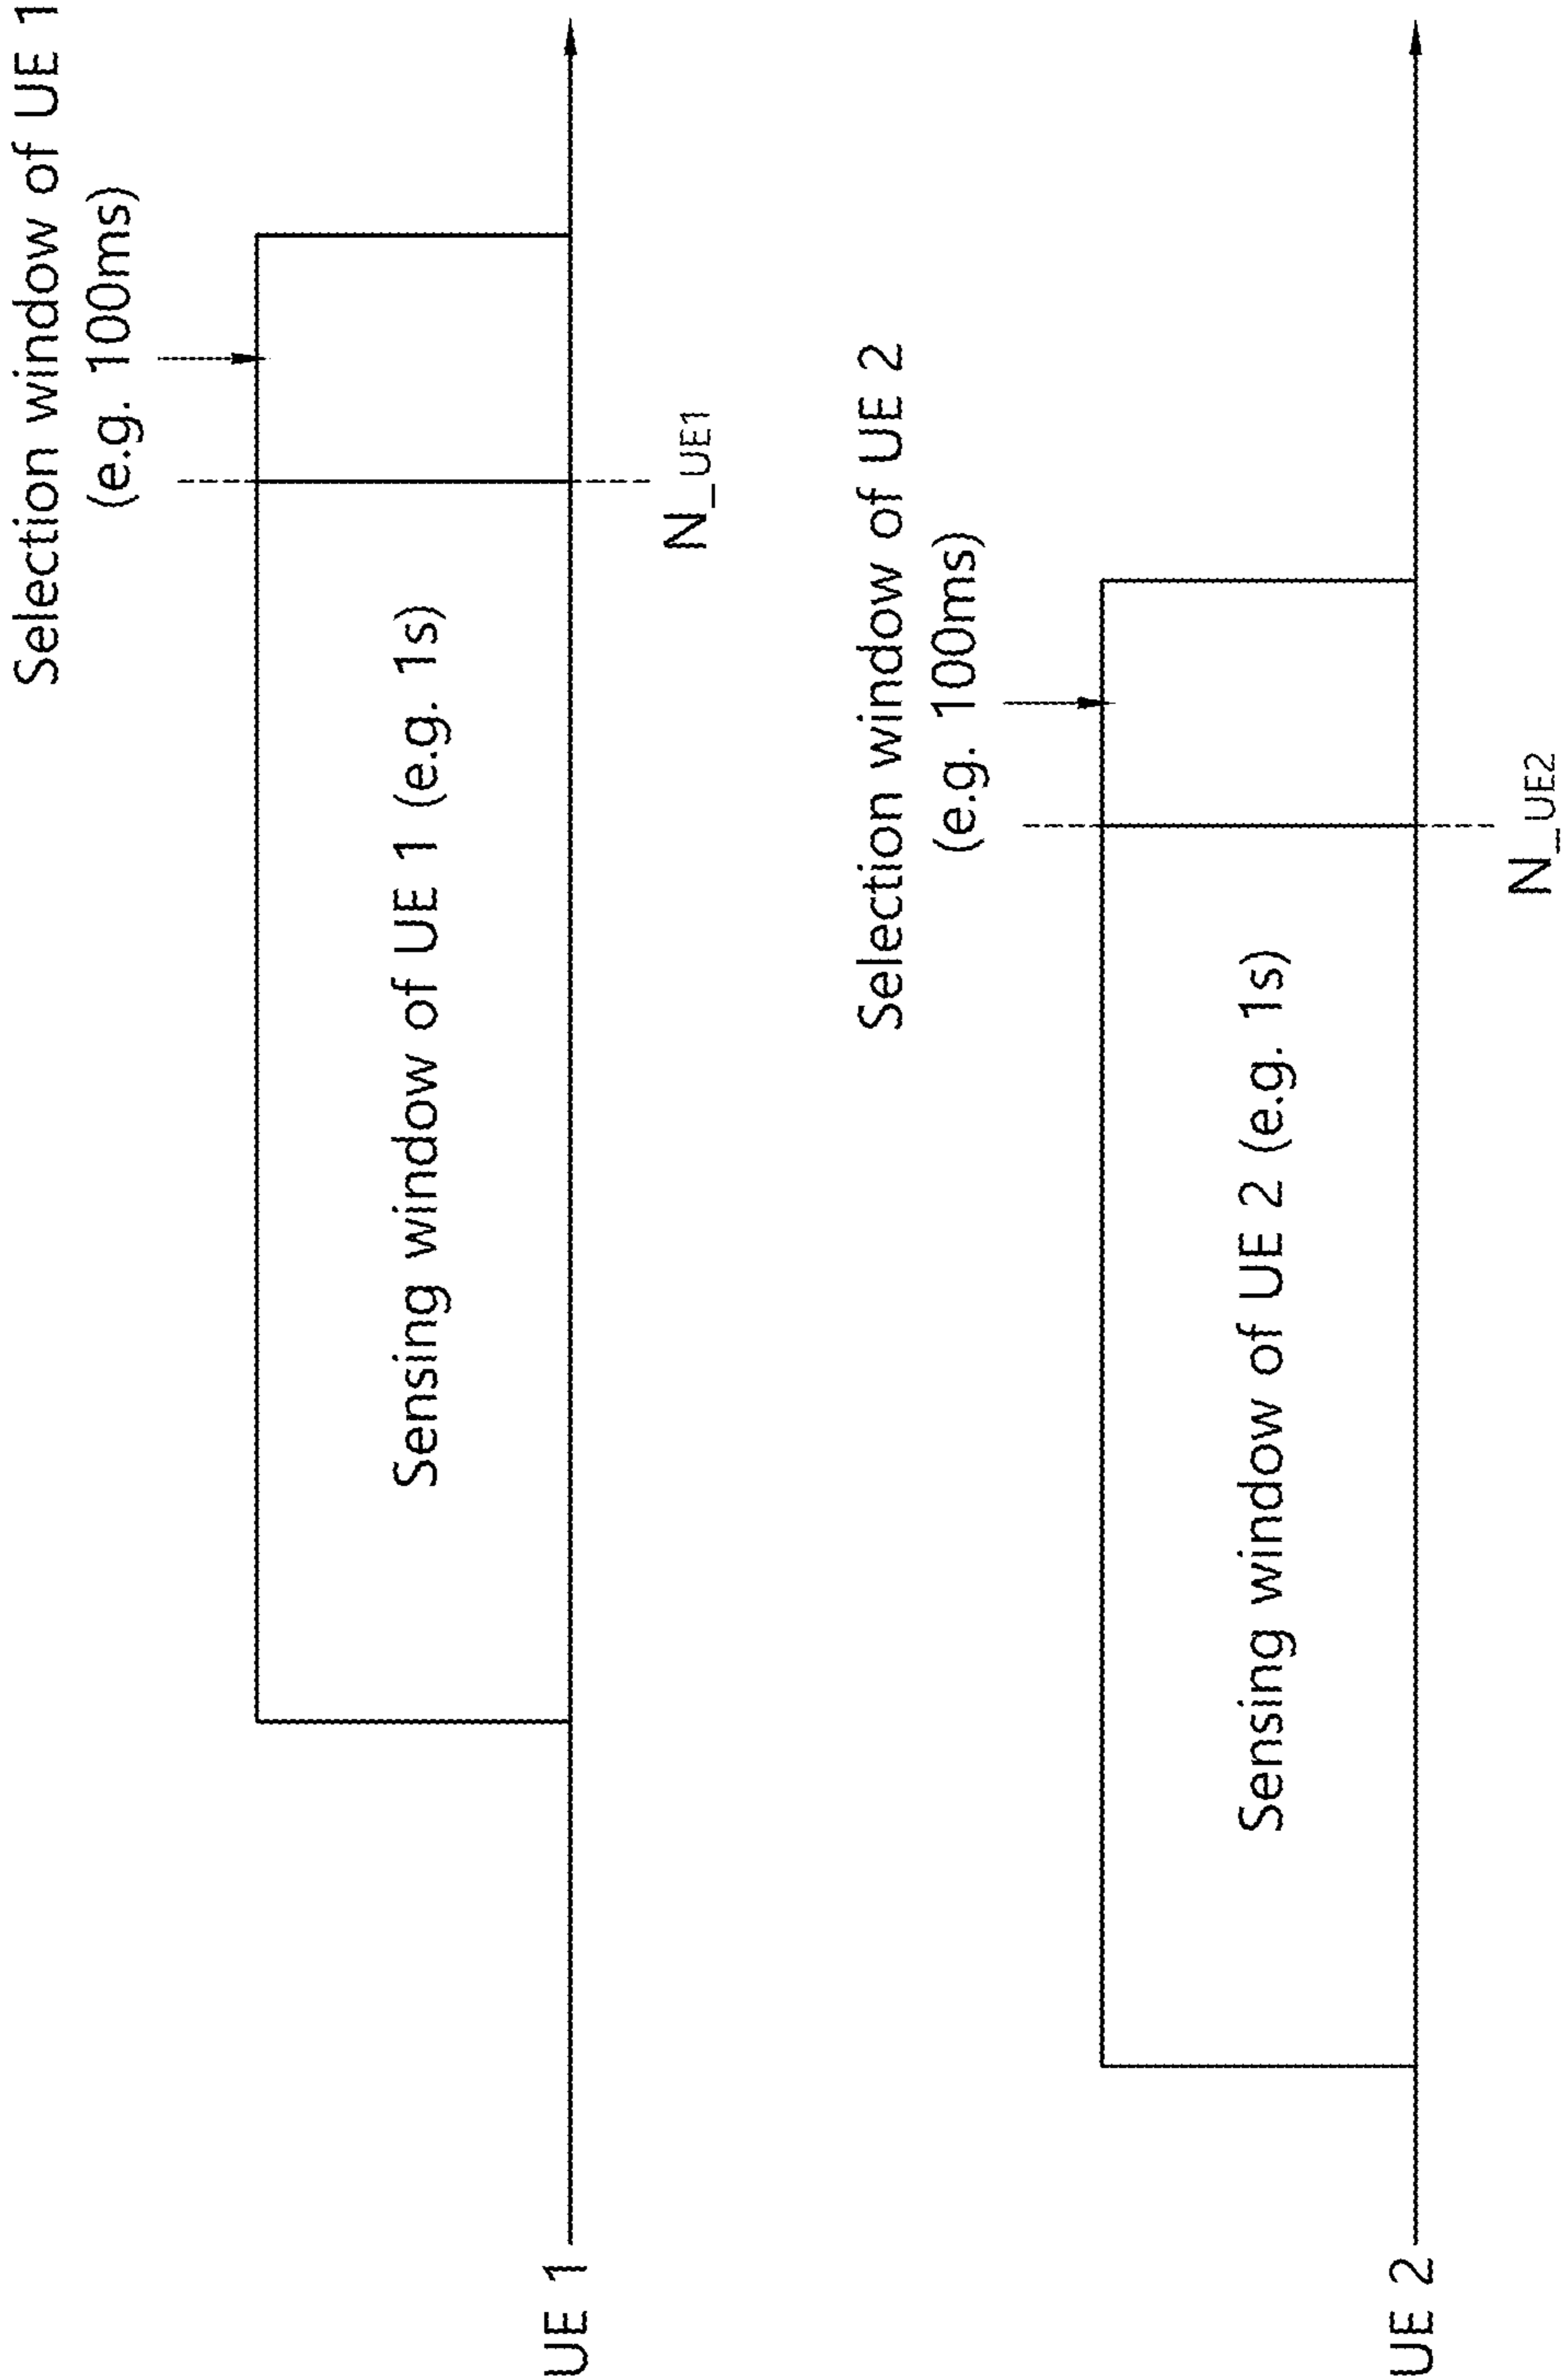 Selection window of UE 1
(e.g. 100ms)
Sensing window of UE 1 (e.g. 1s)
N_UE1
UE 1
Selection window of UE 2
(e.g. 100ms)
Sensing window of UE 2 (e.g. 1s)
N_UE2
UE 2